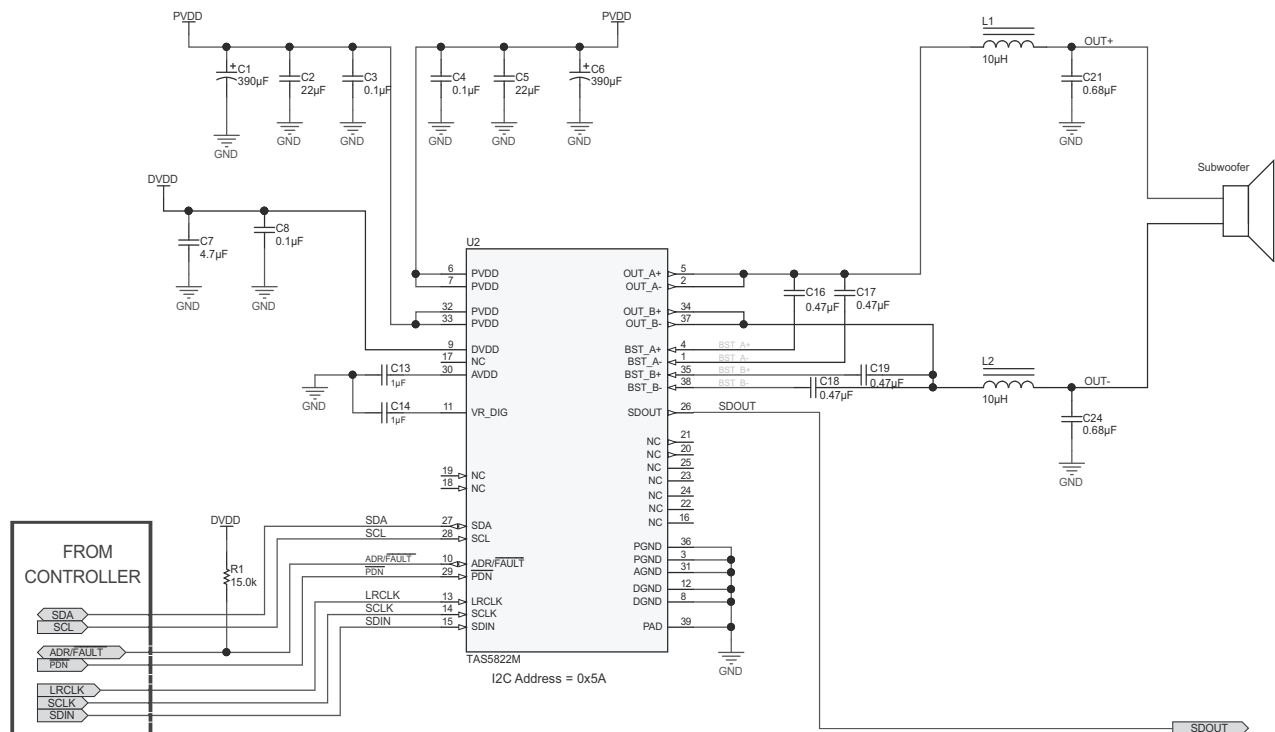 PVDD
PVDD
C1
390µF
C2
22µF
C3
0.1µF
C4
0.1µF
C5
22µF
C6
390µF
GND
GND
GND
GND
GND
GND
L1
10µH
OUT+
C21
0.68µF
GND
Subwoofer
DVDD
C7
4.7µF
C8
0.1µF
GND
GND
U2
6 PVDD
7 PVDD
32 PVDD
33 PVDD
9 DVDD
17 NC
30 AVDD
11 VR_DIG
19 NC
18 NC
27 SDA
28 SCL
10 ADR/FAULT
29 PDN
13 LRCLK
14 SCLK
15 SDIN
OUT_A+ 5
OUT_A- 2
OUT_B+ 34
OUT_B- 37
BST_A+ 4
BST_A- 1
BST_B+ 35
BST_B- 38
SDOUT 26
NC 21
NC 20
NC 25
NC 23
NC 24
NC 22
NC 16
PGND 36
PGND 3
AGND 31
DGND 12
DGND 8
PAD 39
TAS5822M
I2C Address = 0x5A
C13
1µF
C14
1µF
GND
C16
0.47µF
C17
0.47µF
BST_A+
BST_A-
BST_B+
BST_B-
C19
0.47µF
C18
0.47µF
SDOUT
L2
10µH
OUT-
C24
0.68µF
GND
GND
SDA
SCL
ADR/FAULT
PDN
LRCLK
SCLK
SDIN
DVDD
R1
15.0k
FROM
CONTROLLER
SDA
SCL
ADR/FAULT
PDN
LRCLK
SCLK
SDIN
SDOUT